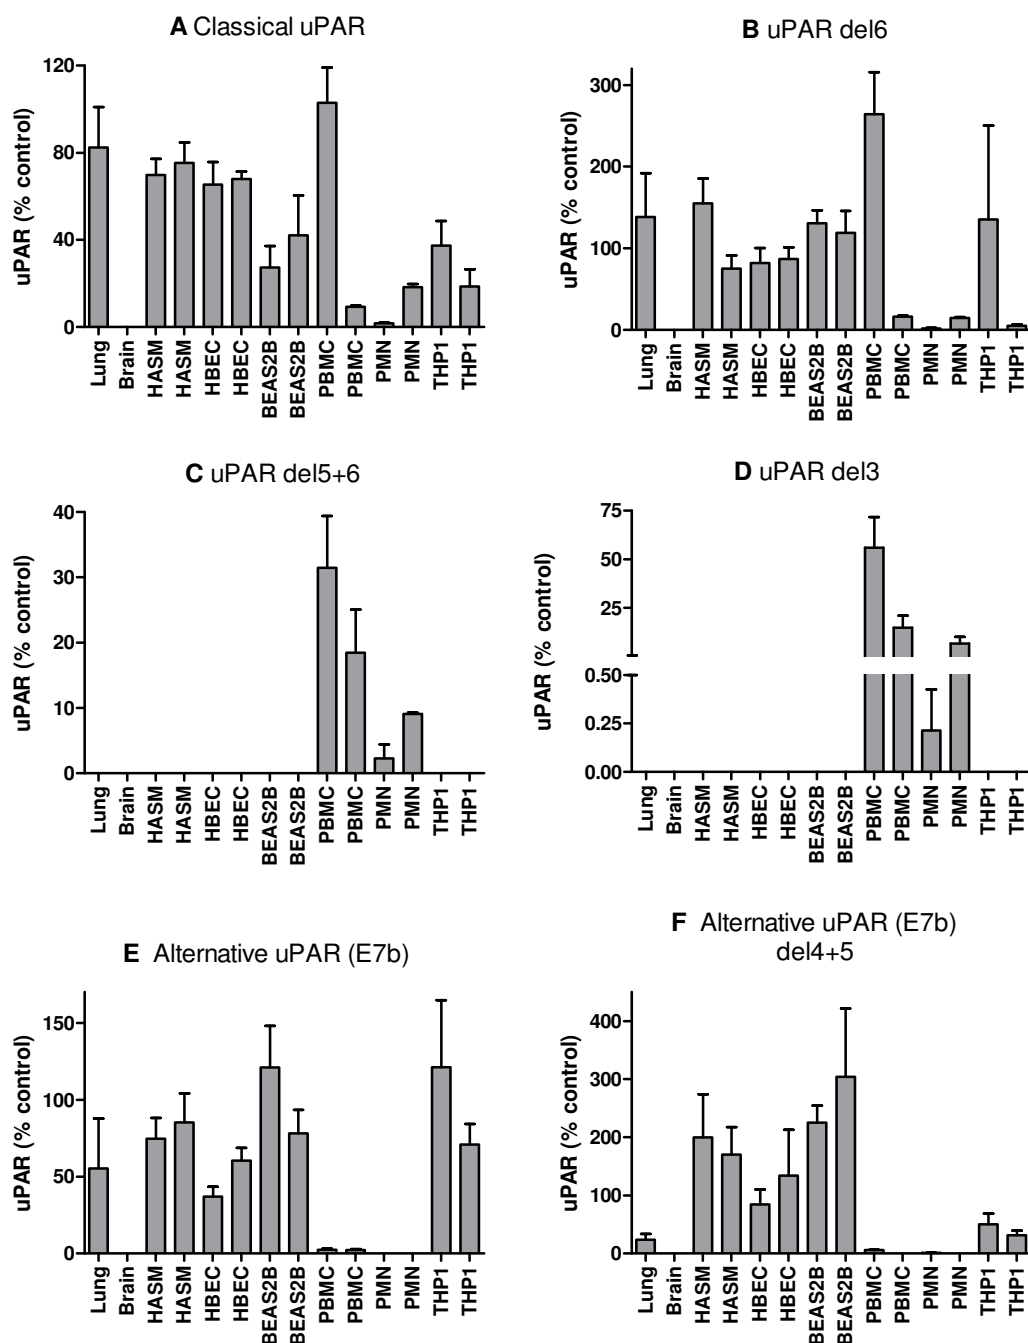 A Classical uPAR
uPAR (% control)
120
80
40
0
Lung
Brain
HASM
HASM
HBEC
HBEC
BEAS2B
BEAS2B
PBMC
PBMC
PMN
PMN
THP1
THP1
B uPAR del6
uPAR (% control)
300
200
100
0
Lung
Brain
HASM
HASM
HBEC
HBEC
BEAS2B
BEAS2B
PBMC
PBMC
PMN
PMN
THP1
THP1
C uPAR del5+6
uPAR (% control)
40
30
20
10
0
Lung
Brain
HASM
HASM
HBEC
HBEC
BEAS2B
BEAS2B
PBMC
PBMC
PMN
PMN
THP1
THP1
D uPAR del3
uPAR (% control)
75
50
25
0.50
0.25
0.00
Lung
Brain
HASM
HASM
HBEC
HBEC
BEAS2B
BEAS2B
PBMC
PBMC
PMN
PMN
THP1
THP1
E Alternative uPAR (E7b)
uPAR (% control)
150
100
50
0
Lung
Brain
HASM
HASM
HBEC
HBEC
BEAS2B
BEAS2B
PBMC
PBMC
PMN
PMN
THP1
THP1
F Alternative uPAR (E7b)
del4+5
uPAR (% control)
400
300
200
100
0
Lung
Brain
HASM
HASM
HBEC
HBEC
BEAS2B
BEAS2B
PBMC
PBMC
PMN
PMN
THP1
THP1